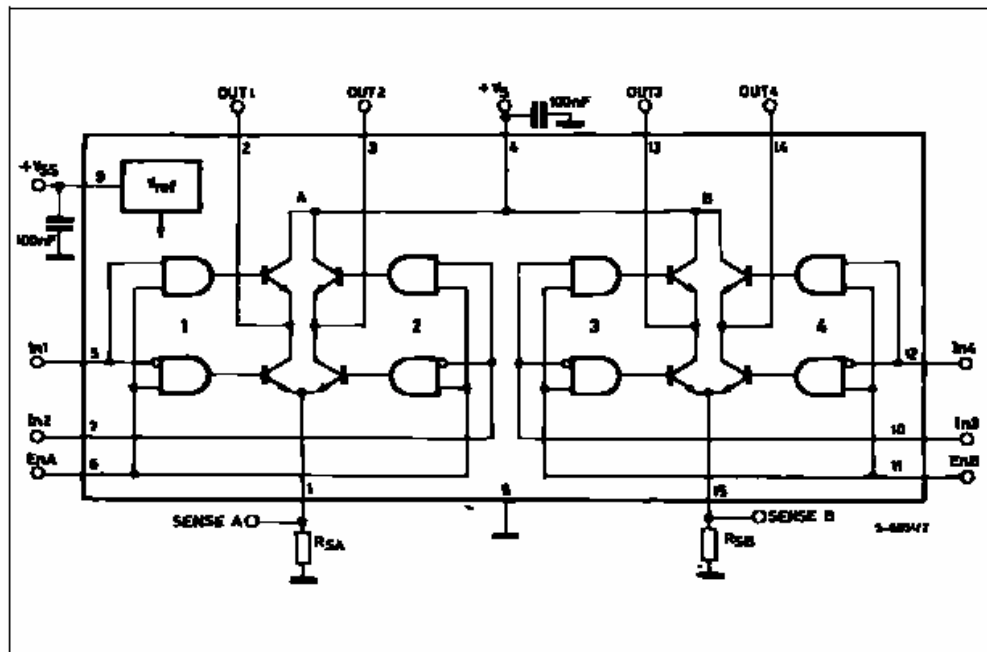 OUT1 OUT2 +Vs 100nF OUT3 OUT4
2 3 4 13 14
+VSS 9 Vref A B
100nF
1 2 3 4
In1 5 12 In4
In2 7 10 In3
EnA 6 11 EnB
1 8 15
SENSE A SENSE B
RSA RSB